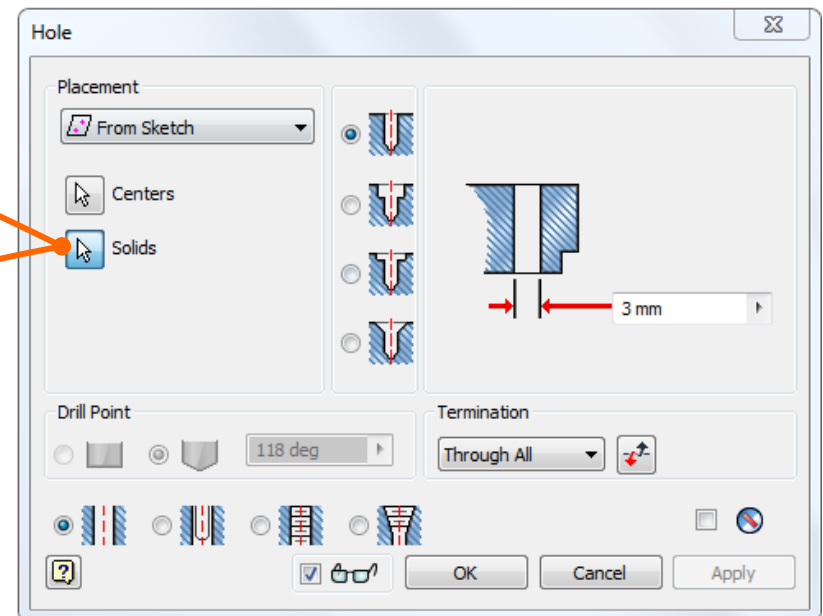 Hole
Placement
From Sketch
Centers
Solids
3 mm
Drill Point
118 deg
Termination
Through All
?
OK
Cancel
Apply